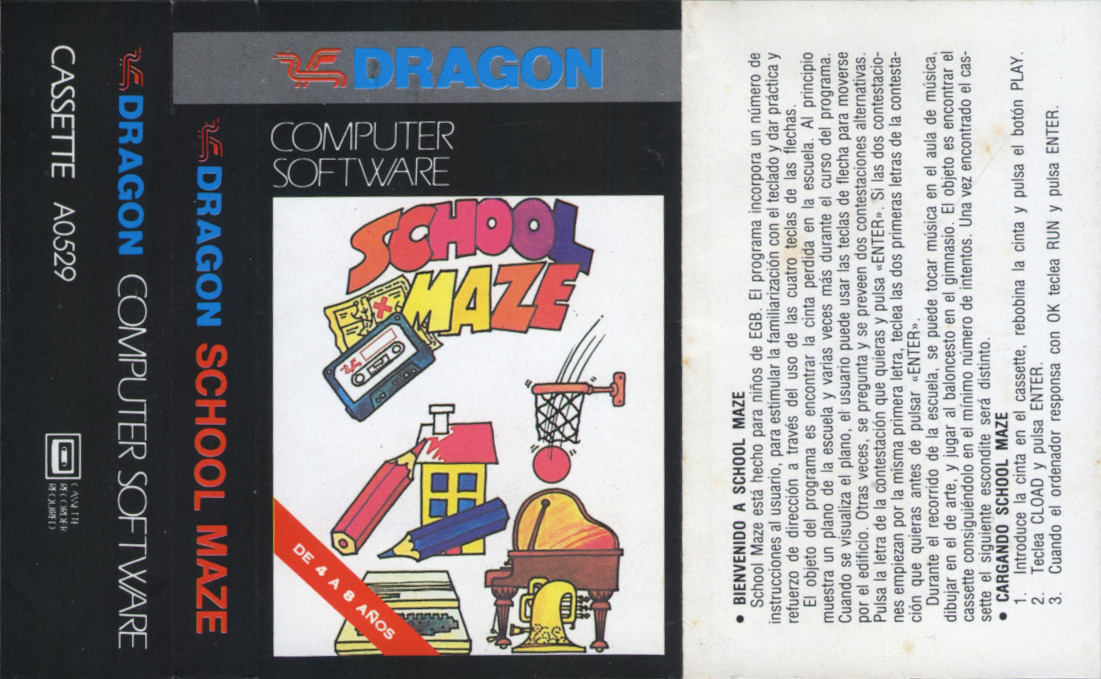 CASSETTE A0529
CASSETTE
RECORDER
REQUIRED
DRAGON COMPUTER SOFTWARE
DRAGON SCHOOL MAZE
DRAGON
COMPUTER
SOFTWARE
SCHOOL
MAZE
DE 4 A 8 AÑOS
• BIENVENIDO A SCHOOL MAZE
School Maze está hecho para niños de EGB. El programa incorpora un número de
instrucciones al usuario, para estimular la familiarización con el teclado y dar práctica y
refuerzo de dirección a través del uso de las cuatro teclas de las flechas.
El objeto del programa es encontrar la cinta perdida en la escuela. Al principio
muestra un plano de la escuela y varias veces más durante el curso del programa.
Cuando se visualiza el plano, el usuario puede usar las teclas de flecha para moverse
por el edificio. Otras veces, se pregunta y se preveen dos contestaciones alternativas.
Pulsa la letra de la contestación que quieras y pulsa «ENTER». Si las dos contestacio-
nes empiezan por la misma primera letra, teclea las dos primeras letras de la contesta-
ción que quieras antes de pulsar «ENTER».
Durante el recorrido de la escuela, se puede tocar música en el aula de música,
dibujar en el de arte, y jugar al baloncesto en el gimnasio. El objeto es encontrar el
cassette consiguiéndolo en el mínimo número de intentos. Una vez encontrado el cas-
sette el siguiente escondite será distinto.
• CARGANDO SCHOOL MAZE
1. Introduce la cinta en el cassette, rebobina la cinta y pulsa el botón PLAY.
2. Teclea CLOAD y pulsa ENTER.
3. Cuando el ordenador responsa con OK teclea RUN y pulsa ENTER.